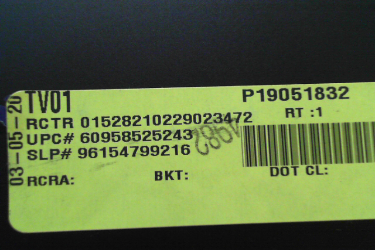 TV01 P19051832
RCTR 01528210229023472 RT :1
UPC# 60958525243
SLP# 96154799216
RCRA: BKT: DOT CL:
03-05-20